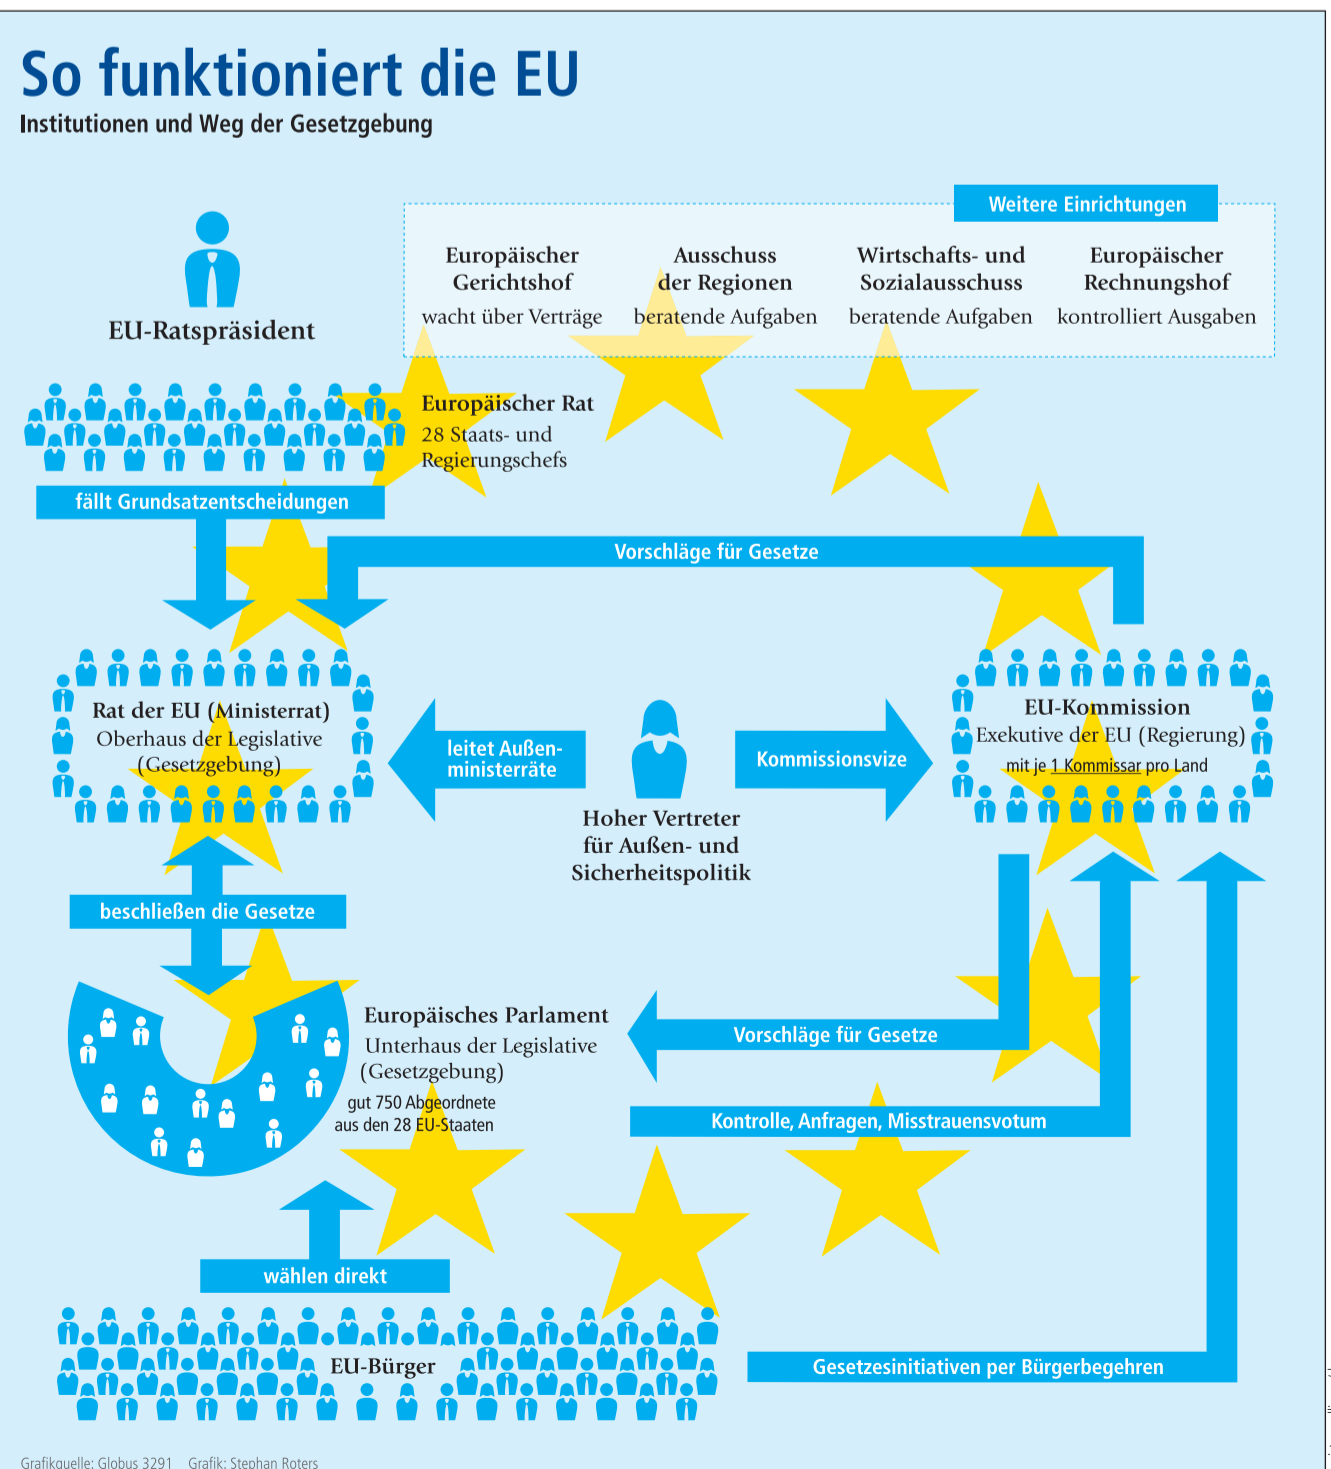 So funktioniert die EU
Institutionen und Weg der Gesetzgebung
Weitere Einrichtungen
Europäischer
Gerichtshof
wacht über Verträge
Ausschuss
der Regionen
beratende Aufgaben
Wirtschafts- und
Sozialausschuss
beratende Aufgaben
Europäischer
Rechnungshof
kontrolliert Ausgaben
EU-Ratspräsident
Europäischer Rat
28 Staats- und
Regierungschefs
fällt Grundsatzentscheidungen
Vorschläge für Gesetze
Rat der EU (Ministerrat)
Oberhaus der Legislative
(Gesetzgebung)
leitet Außen-
ministerräte
Hoher Vertreter
für Außen- und
Sicherheitspolitik
Kommissionsvize
EU-Kommission
Exekutive der EU (Regierung)
mit je 1 Kommissar pro Land
beschließen die Gesetze
Europäisches Parlament
Unterhaus der Legislative
(Gesetzgebung)
gut 750 Abgeordnete
aus den 28 EU-Staaten
Vorschläge für Gesetze
Kontrolle, Anfragen, Misstrauensvotum
wählen direkt
EU-Bürger
Gesetzesinitiativen per Bürgerbegehren
Grafikquelle: Globus 3291 Grafik: Stephan Roters